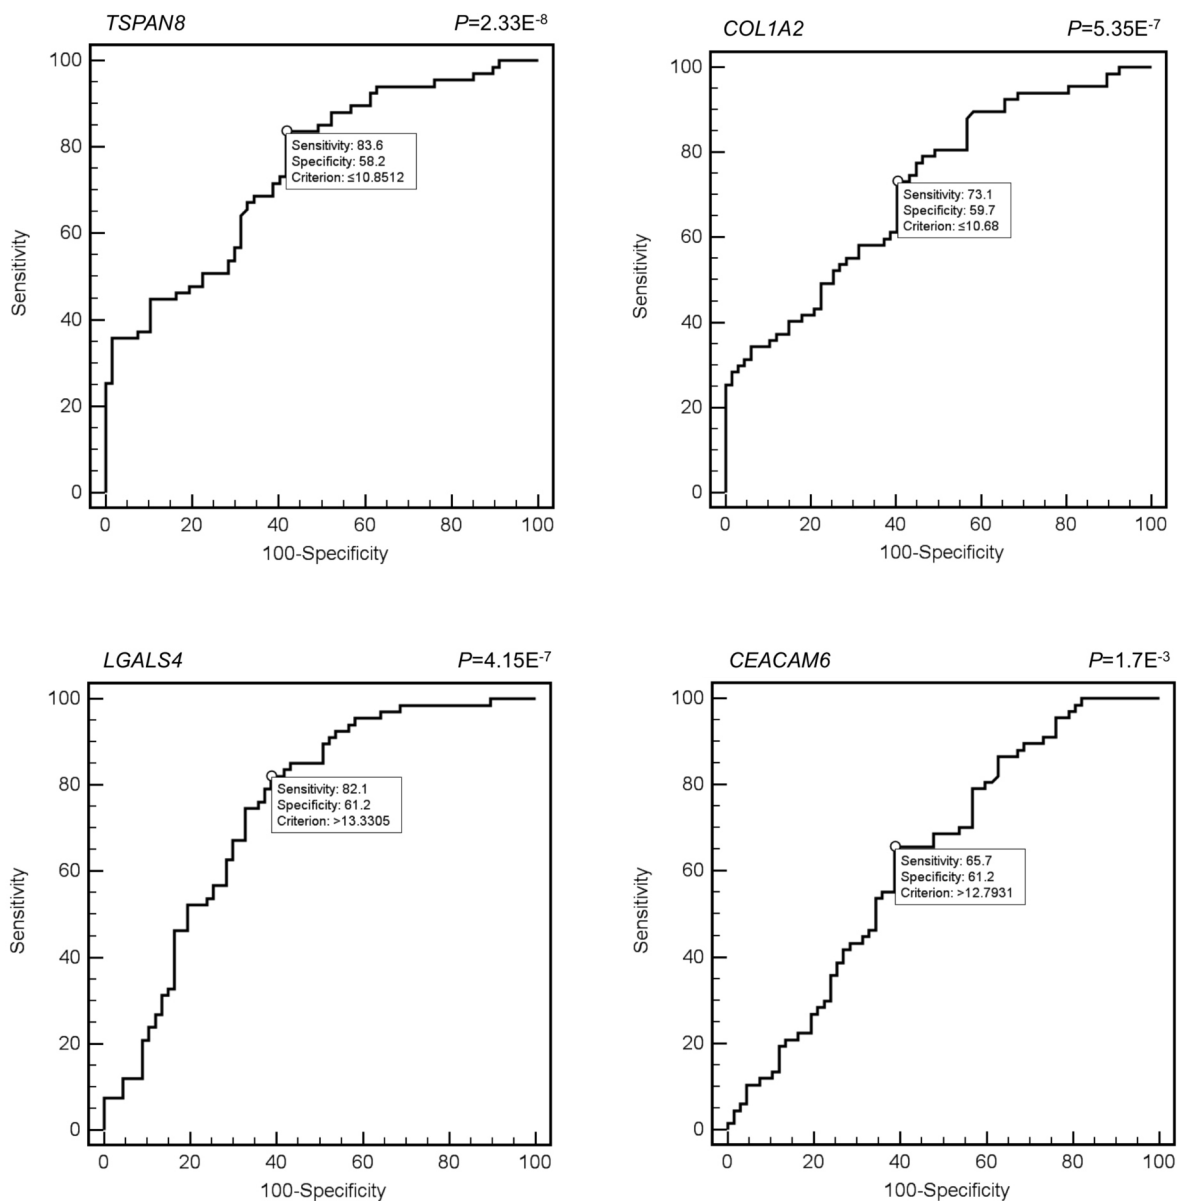 TSPAN8 P=2.33E-8
100
80
60
40
20
0
Sensitivity
Sensitivity: 83.6
Specificity: 58.2
Criterion: ≤10.8512
0 20 40 60 80 100
100-Specificity
COL1A2 P=5.35E-7
100
80
60
40
20
0
Sensitivity
Sensitivity: 73.1
Specificity: 59.7
Criterion: ≤10.68
0 20 40 60 80 100
100-Specificity
LGALS4 P=4.15E-7
100
80
60
40
20
0
Sensitivity
Sensitivity: 82.1
Specificity: 61.2
Criterion: >13.3305
0 20 40 60 80 100
100-Specificity
CEACAM6 P=1.7E-3
100
80
60
40
20
0
Sensitivity
Sensitivity: 65.7
Specificity: 61.2
Criterion: >12.7931
0 20 40 60 80 100
100-Specificity